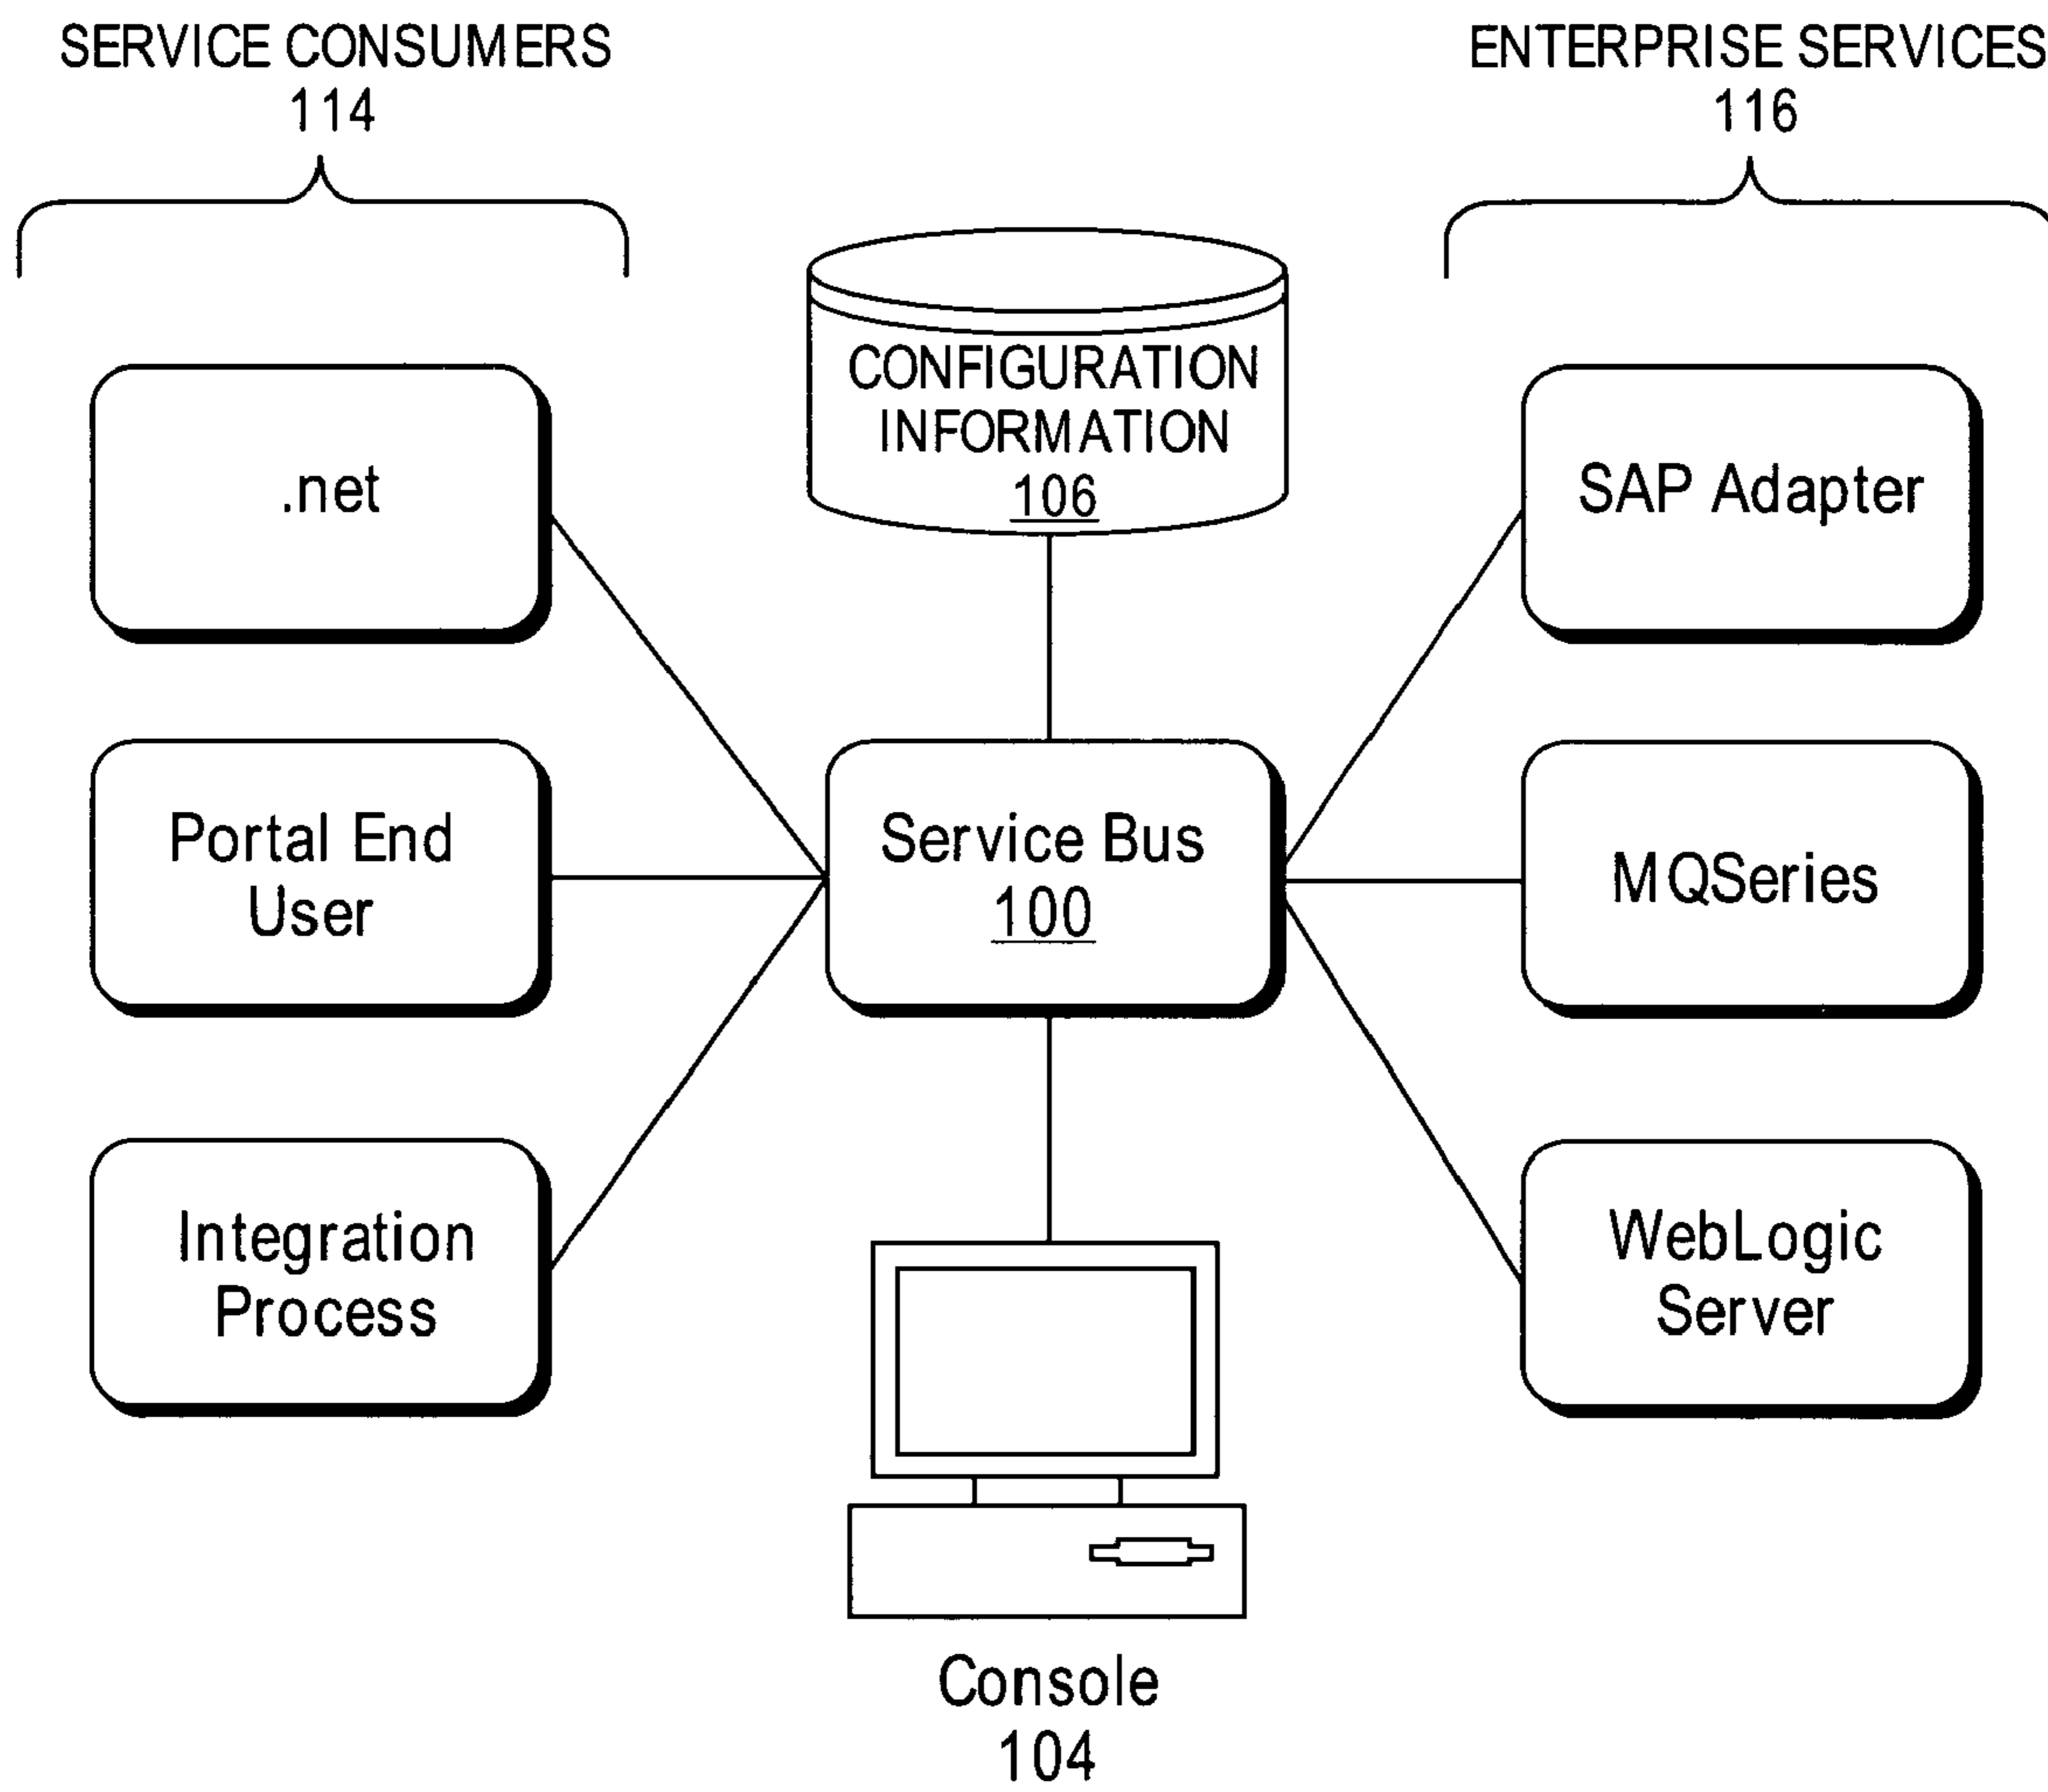 SERVICE CONSUMERS
114
ENTERPRISE SERVICES
116
CONFIGURATION
INFORMATION
106
.net
SAP Adapter
Portal End
User
Service Bus
100
MQSeries
Integration
Process
WebLogic
Server
Console
104